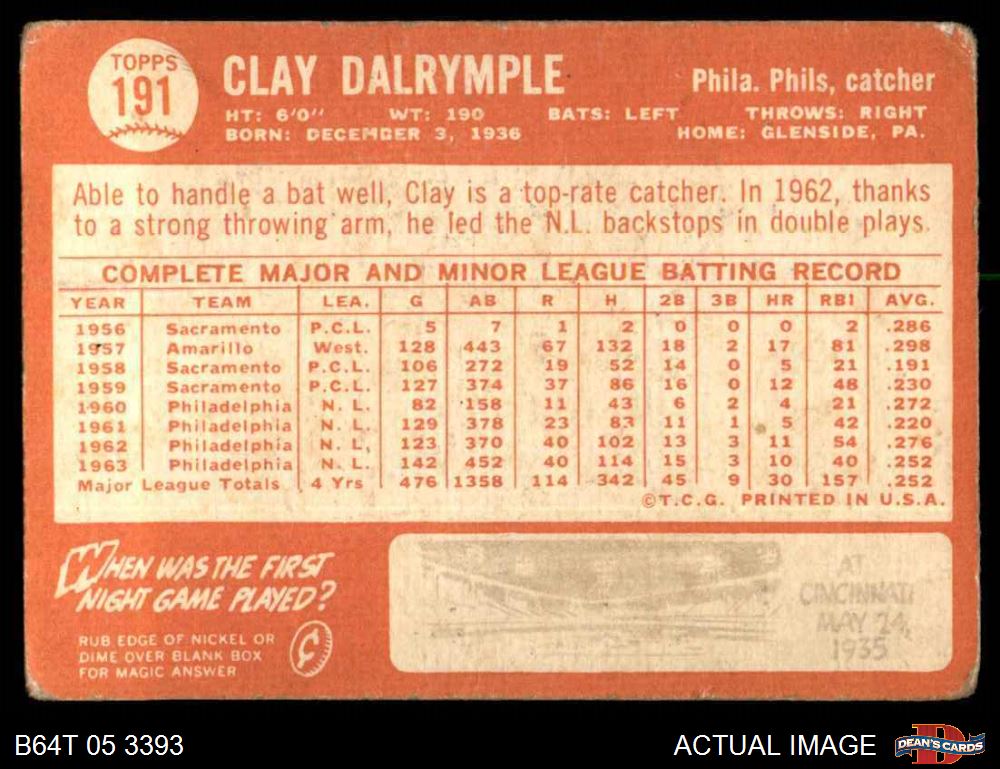 TOPPS
191
CLAY DALRYMPLE
Phila. Phils, catcher
HT: 6'0" WT: 190 BATS: LEFT THROWS: RIGHT
BORN: DECEMBER 3, 1936 HOME: GLENSIDE, PA.
Able to handle a bat well, Clay is a top-rate catcher. In 1962, thanks
to a strong throwing arm, he led the N.L. backstops in double plays.
COMPLETE MAJOR AND MINOR LEAGUE BATTING RECORD
YEAR TEAM LEA. G AB R H 2B 3B HR RBI AVG.
1956 Sacramento P.C.L. 5 7 1 2 0 0 0 2 .286
1957 Amarillo West. 128 443 67 132 18 2 17 81 .298
1958 Sacramento P.C.L. 106 272 19 52 14 0 5 21 .191
1959 Sacramento P.C.L. 127 374 37 86 16 0 12 48 .230
1960 Philadelphia N. L. 82 158 11 43 6 2 4 21 .272
1961 Philadelphia N. L. 129 378 23 83 11 1 5 42 .220
1962 Philadelphia N. L. 123 370 40 102 13 3 11 54 .276
1963 Philadelphia N. L. 142 452 40 114 15 3 10 40 .252
Major League Totals 4 Yrs 476 1358 114 342 45 9 30 157 .252
©T.C.G. PRINTED IN U.S.A.
WHEN WAS THE FIRST
NIGHT GAME PLAYED?
RUB EDGE OF NICKEL OR
DIME OVER BLANK BOX
FOR MAGIC ANSWER
¢
AT
CINCINNATI
MAY 24,
1935
B64T 05 3393
ACTUAL IMAGE
D
DEAN'S CARDS